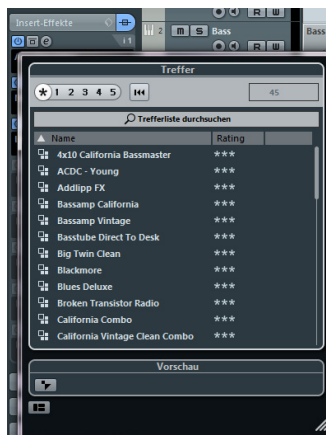 Insert-Effekte
1
2 M S Bass
R W
Bass
R W
Treffer
* 1 2 3 4 5
45
Trefferliste durchsuchen
Name Rating
4x10 California Bassmaster ***
ACDC - Young ***
Addlipp FX ***
Bassamp California ***
Bassamp Vintage ***
Basstube Direct To Desk ***
Big Twin Clean ***
Blackmore ***
Blues Deluxe ***
Broken Transistor Radio ***
California Combo ***
California Vintage Clean Combo ***
Vorschau